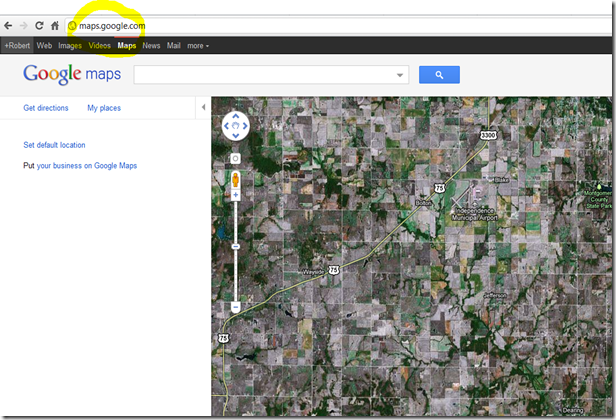 maps.google.com
+Robert Web Images Videos Maps News Mail more
Google maps
Get directions My places
Set default location
Put your business on Google Maps
3300
Blake
75
Bolton
Independence
Municipal Airport
Montgomery
County
State Park
Wayside
75
Jefferson
75
Dearing